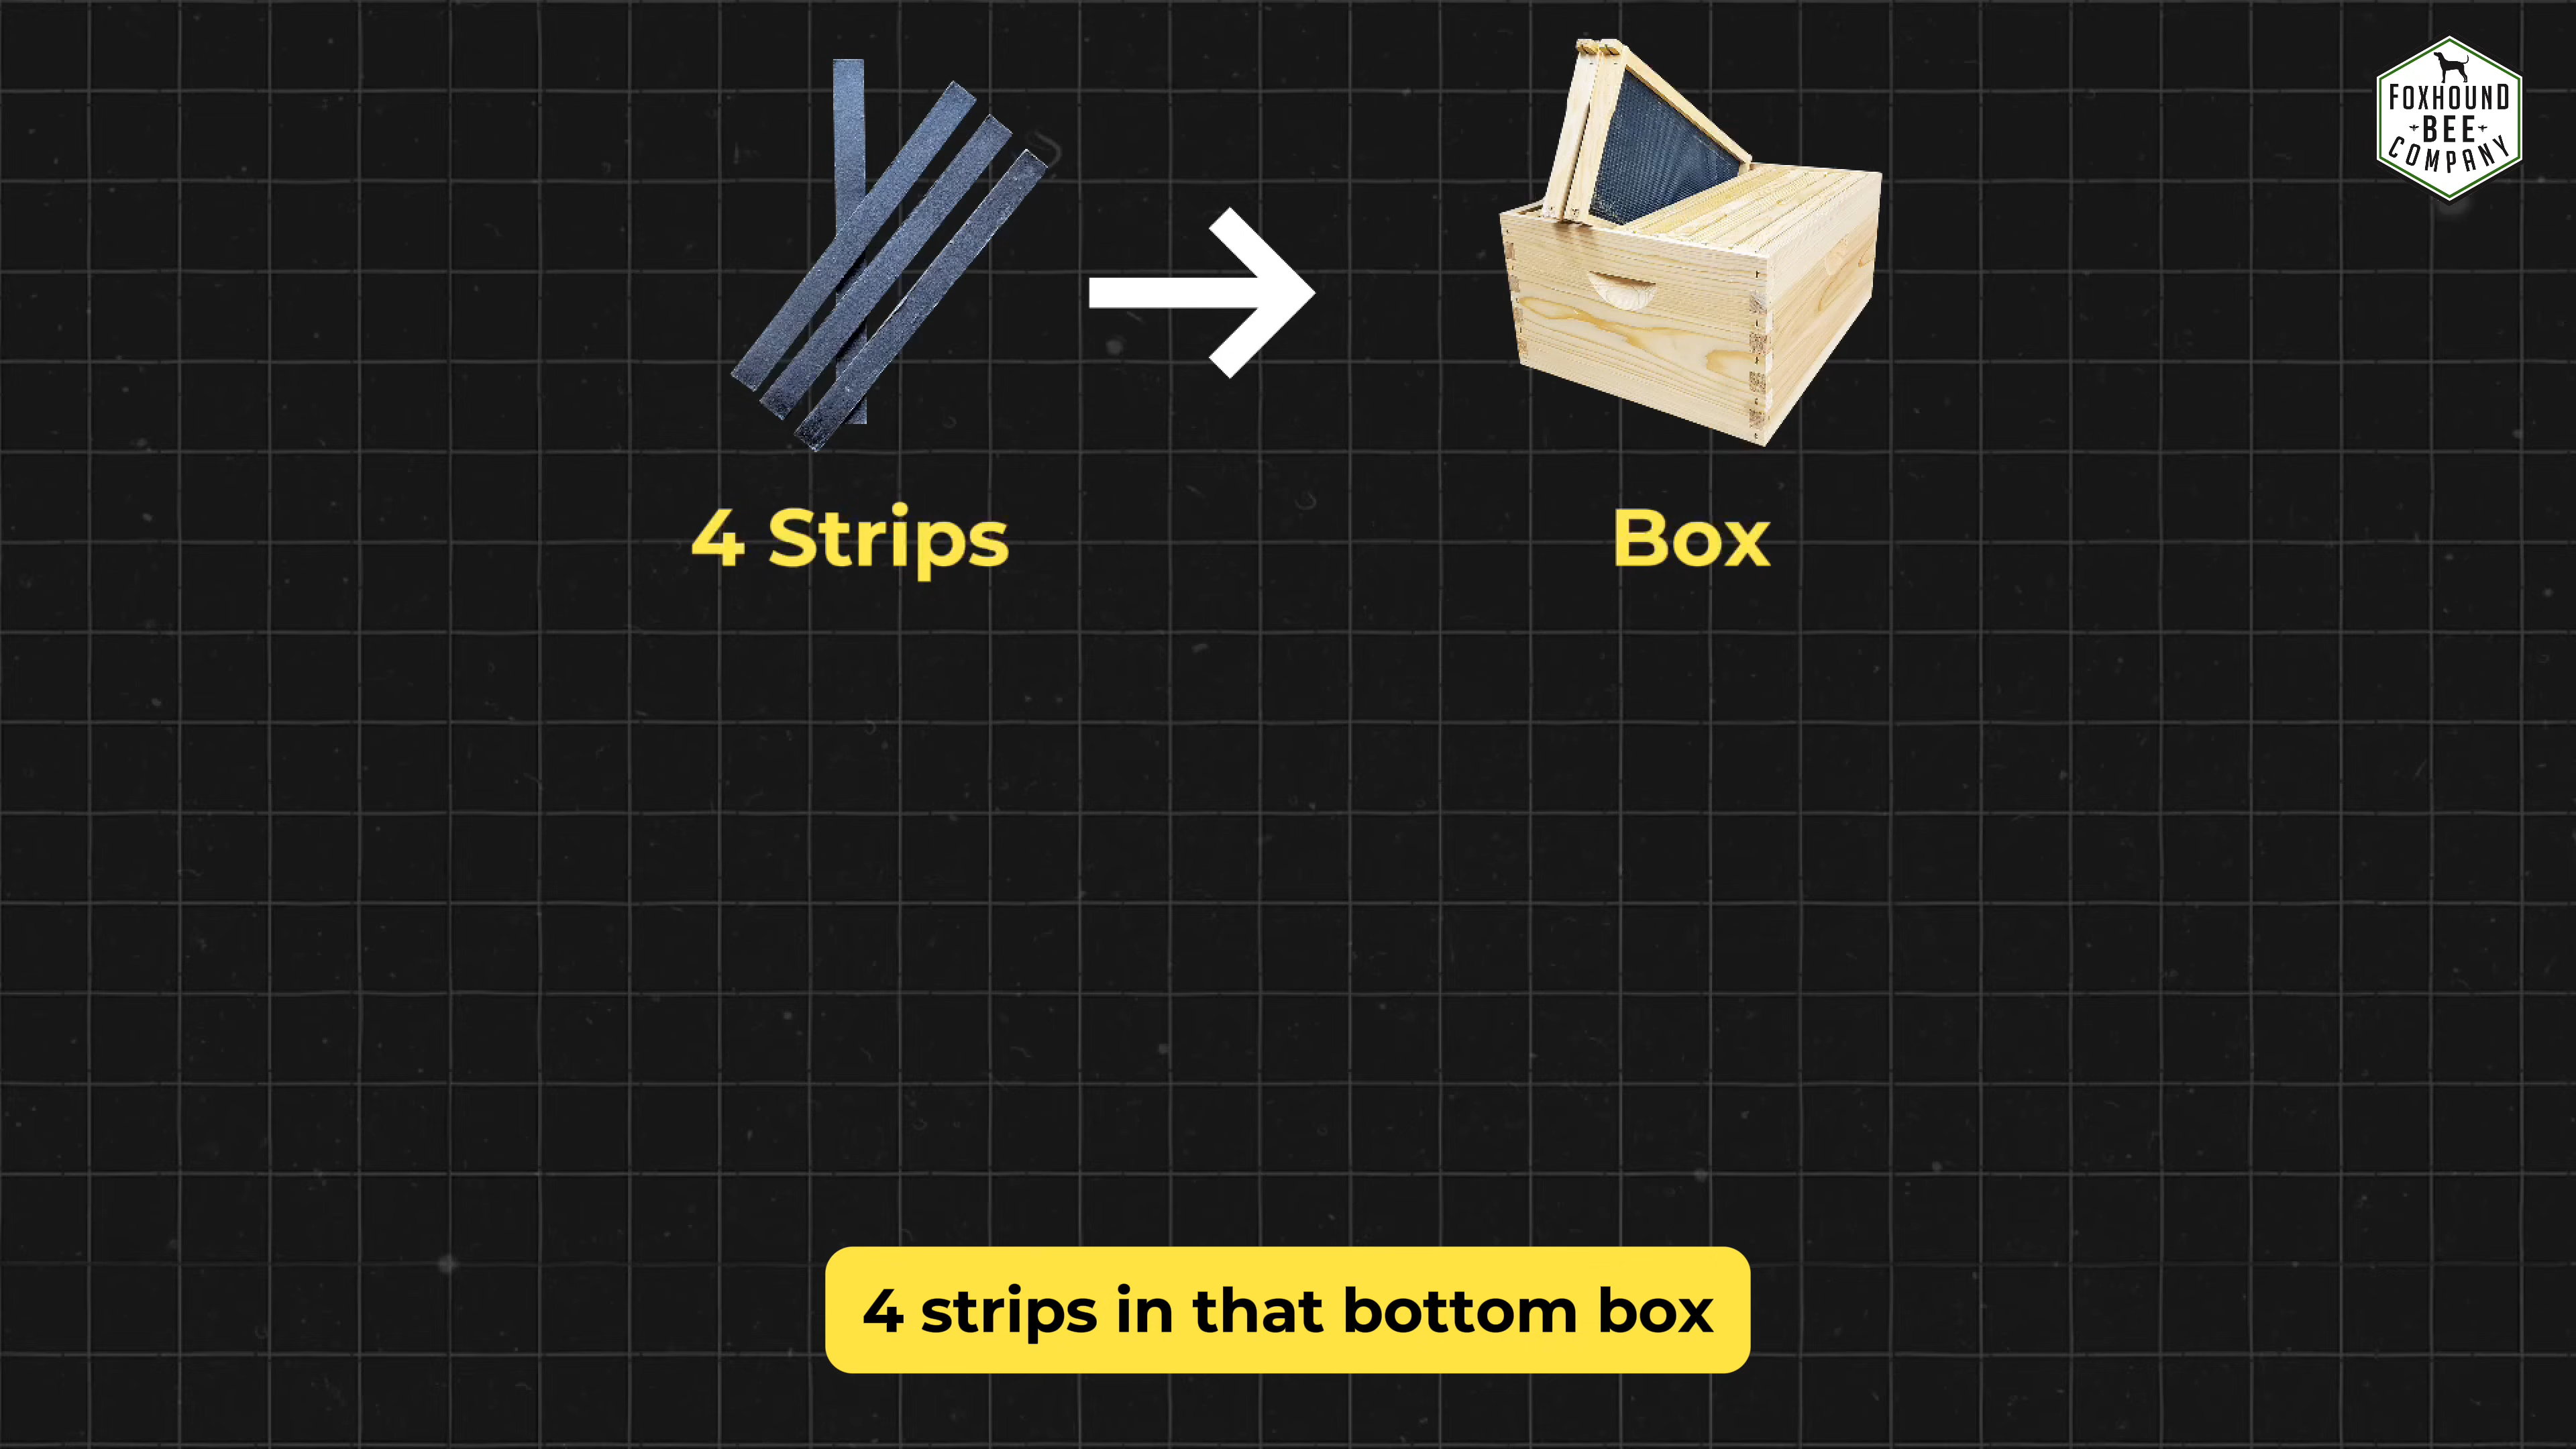 FOXHOUND
BEE
COMPANY
4 Strips
Box
4 strips in that bottom box